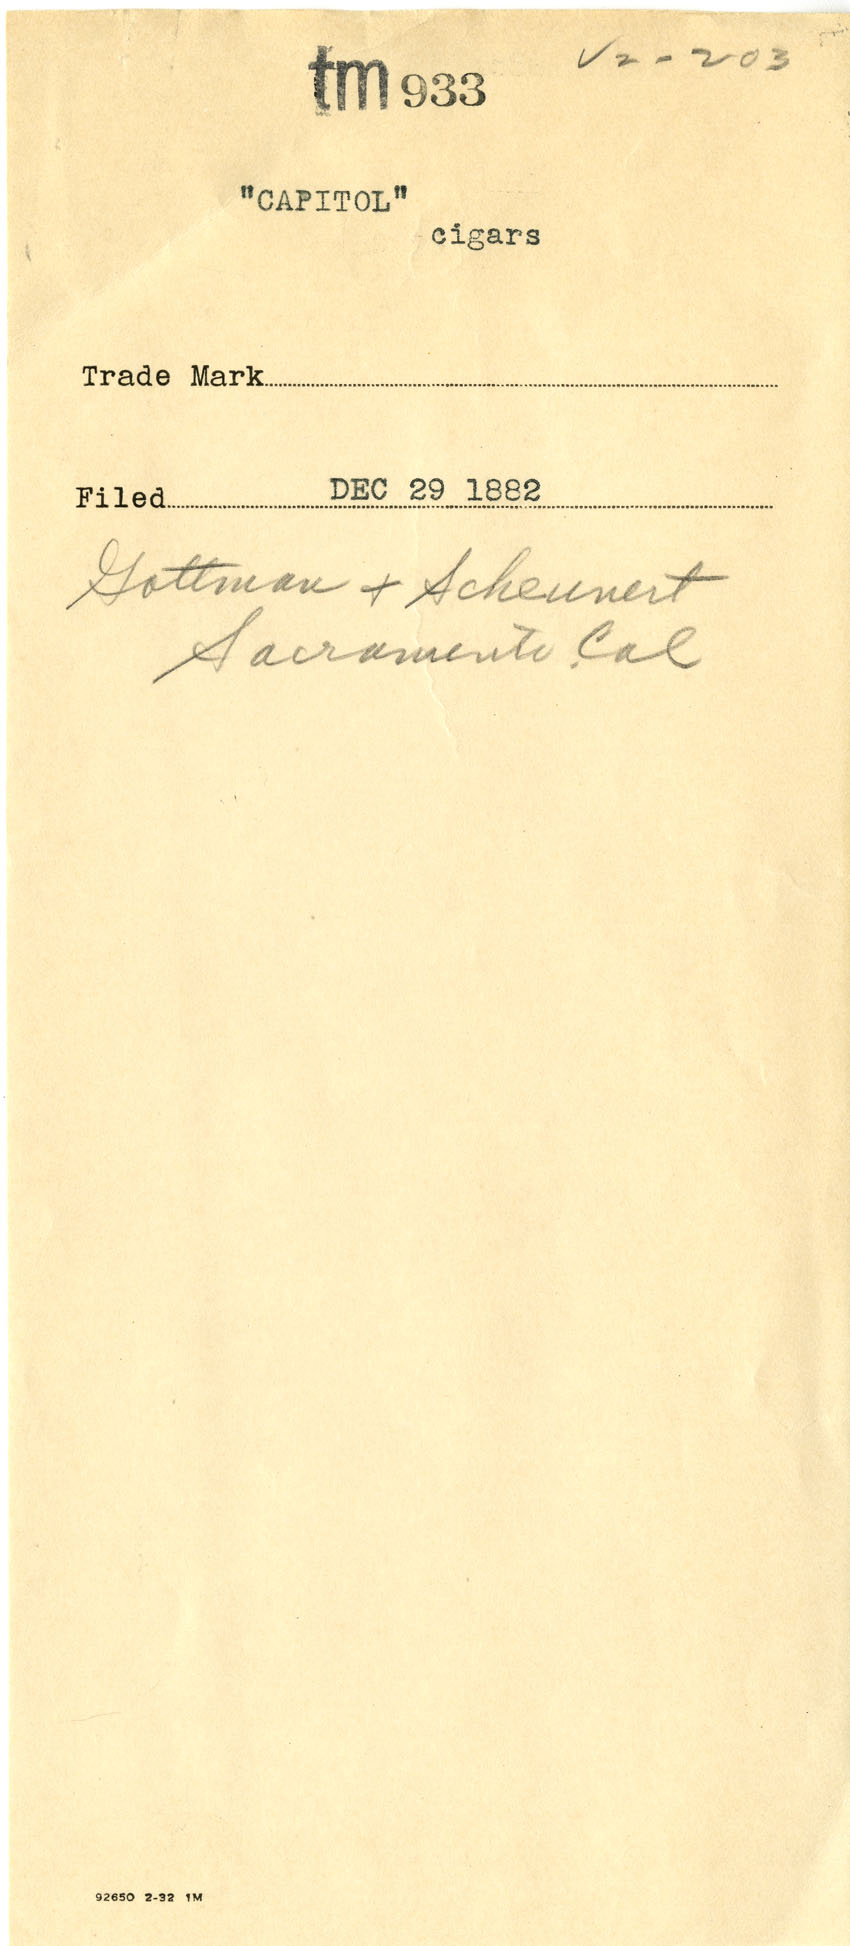 V2-203
tm 933
"CAPITOL"
cigars
Trade Mark
Filed DEC 29 1882
Gottman + Scheunert
Sacramento Cal
92650 2-32 1M